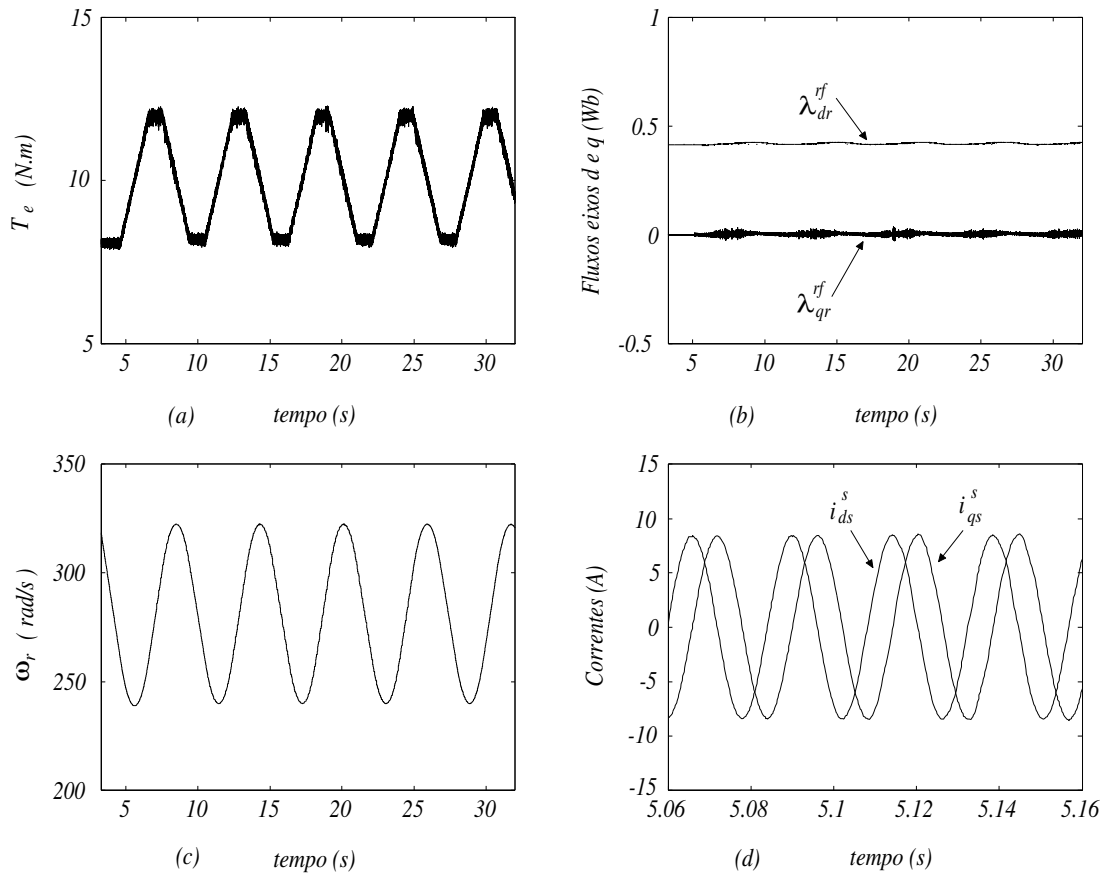 15
10
5
T e (N.m)
5 10 15 20 25 30
(a) tempo (s)
1
0.5
0
-0.5
Fluxos eixos d e q (Wb)
λ dr rf
λ qr rf
5 10 15 20 25 30
(b) tempo (s)
350
300
250
200
ω r ( rad/s )
5 10 15 20 25 30
(c) tempo (s)
15
10
5
0
-5
-10
-15
Correntes (A)
i ds s
i qs s
5.06 5.08 5.1 5.12 5.14 5.16
(d) tempo (s)